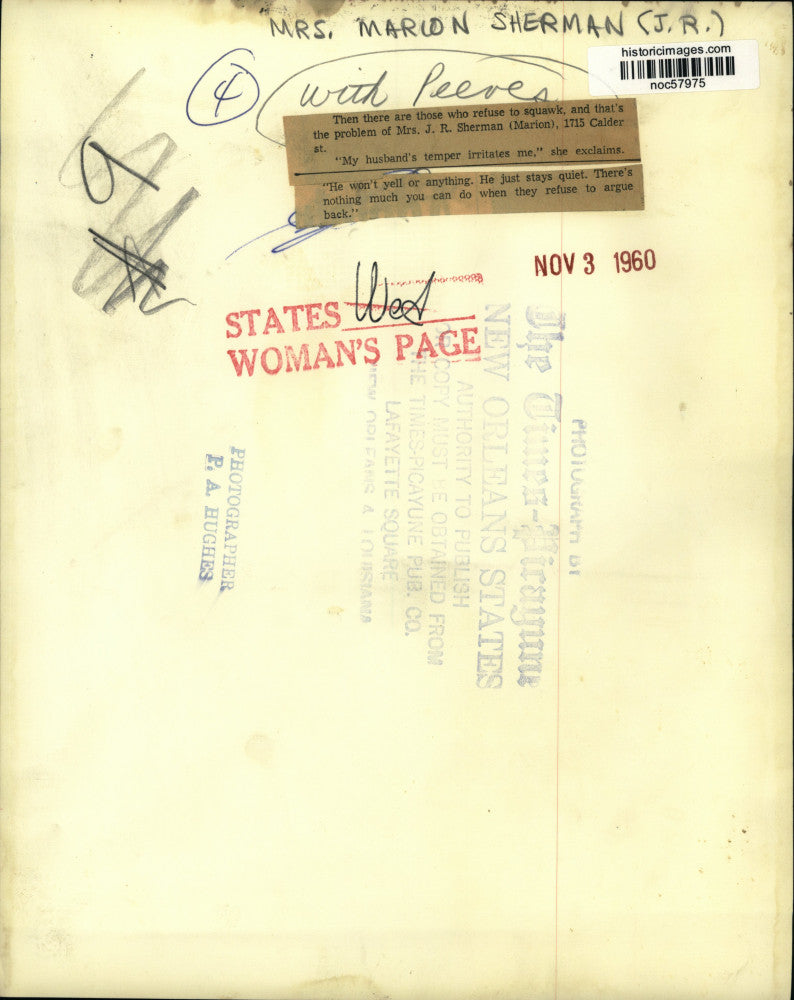 MRS. MARION SHERMAN (J.R.)
historicimages.com
noc57975
4
With Peeves
Then there are those who refuse to squawk, and that's
the problem of Mrs. J. R. Sherman (Marion), 1715 Calder
st.
"My husband's temper irritates me," she exclaims.
"He won't yell or anything. He just stays quiet. There's
nothing much you can do when they refuse to argue
back."
NOV 3 1960
STATES Wed
WOMAN'S PAGE
PHOTOGRAPH BY
The Times-Picayune
NEW ORLEANS STATES
AUTHORITY TO PUBLISH
OR COPY MUST BE OBTAINED FROM
THE TIMES-PICAYUNE PUB. CO.
LAFAYETTE SQUARE
NEW ORLEANS & LOUISIANA
PHOTOGRAPHER
P. A. HUGHES